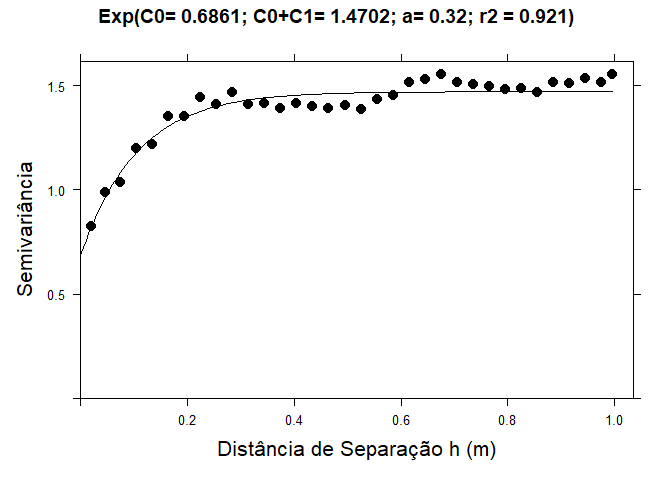 Exp(C0= 0.6861; C0+C1= 1.4702; a= 0.32; r2 = 0.921)
1.5
1.0
0.5
Semivariância
0.2 0.4 0.6 0.8 1.0
Distância de Separação h (m)